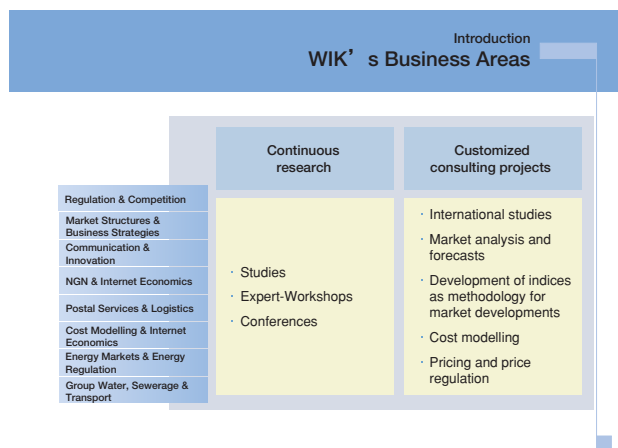 Introduction
WIK’s Business Areas
Continuous
research
Customized
consulting projects
Regulation & Competition
Market Structures &
Business Strategies
Communication &
Innovation
NGN & Internet Economics
Postal Services & Logistics
Cost Modelling & Internet
Economics
Energy Markets & Energy
Regulation
Group Water, Sewerage &
Transport
· Studies
· Expert-Workshops
· Conferences
· International studies
· Market analysis and
forecasts
· Development of indices
as methodology for
market developments
· Cost modelling
· Pricing and price
regulation